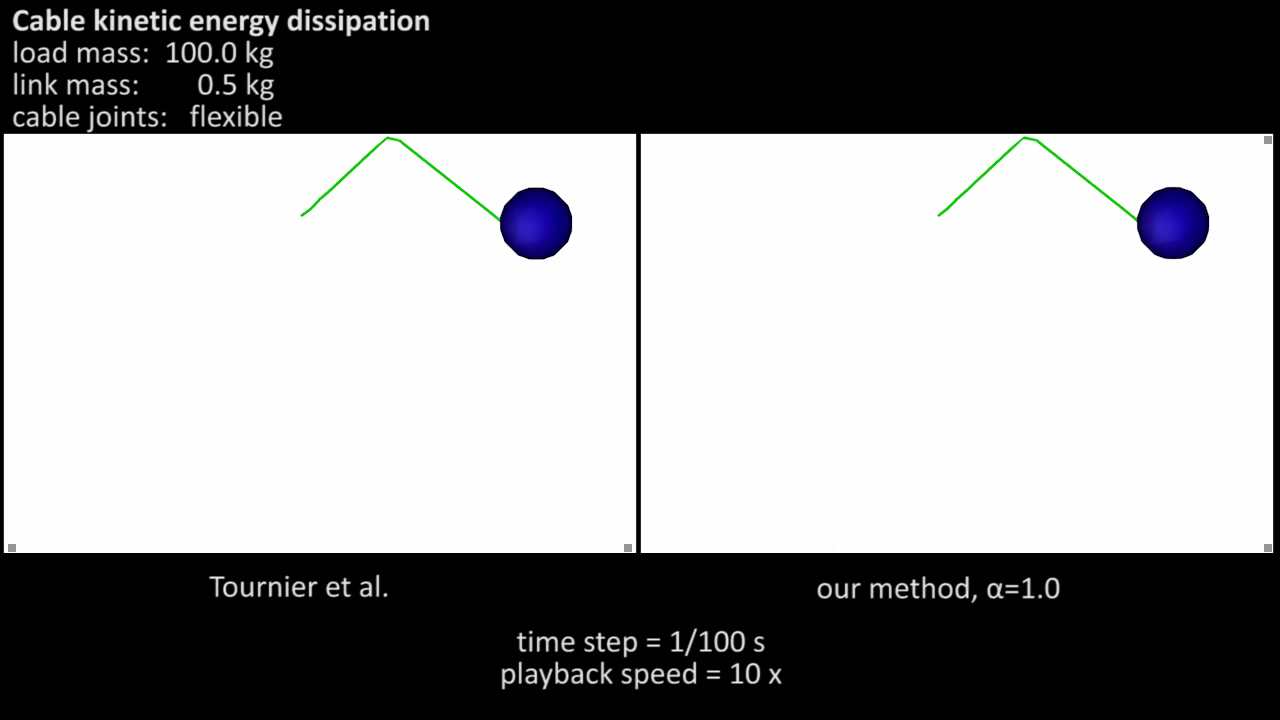 Cable kinetic energy dissipation
load mass: 100.0 kg
link mass: 0.5 kg
cable joints: flexible
Tournier et al.
our method, α=1.0
time step = 1/100 s
playback speed = 10 x